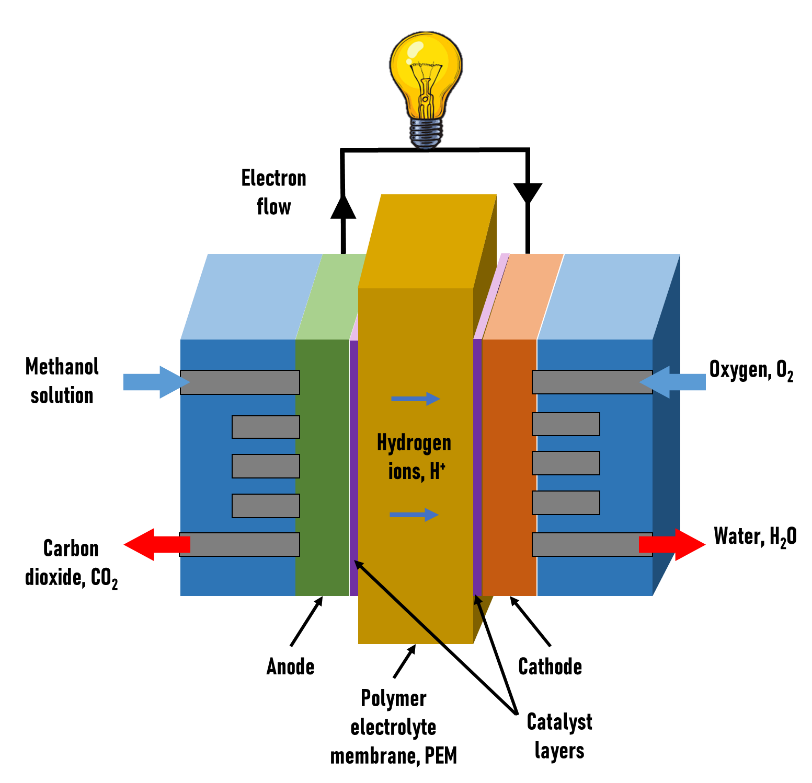 Electron
flow
Methanol
solution
Oxygen, O₂
Hydrogen
ions, H⁺
Carbon
dioxide, CO₂
Water, H₂O
Anode
Cathode
Polymer
electrolyte
membrane, PEM
Catalyst
layers